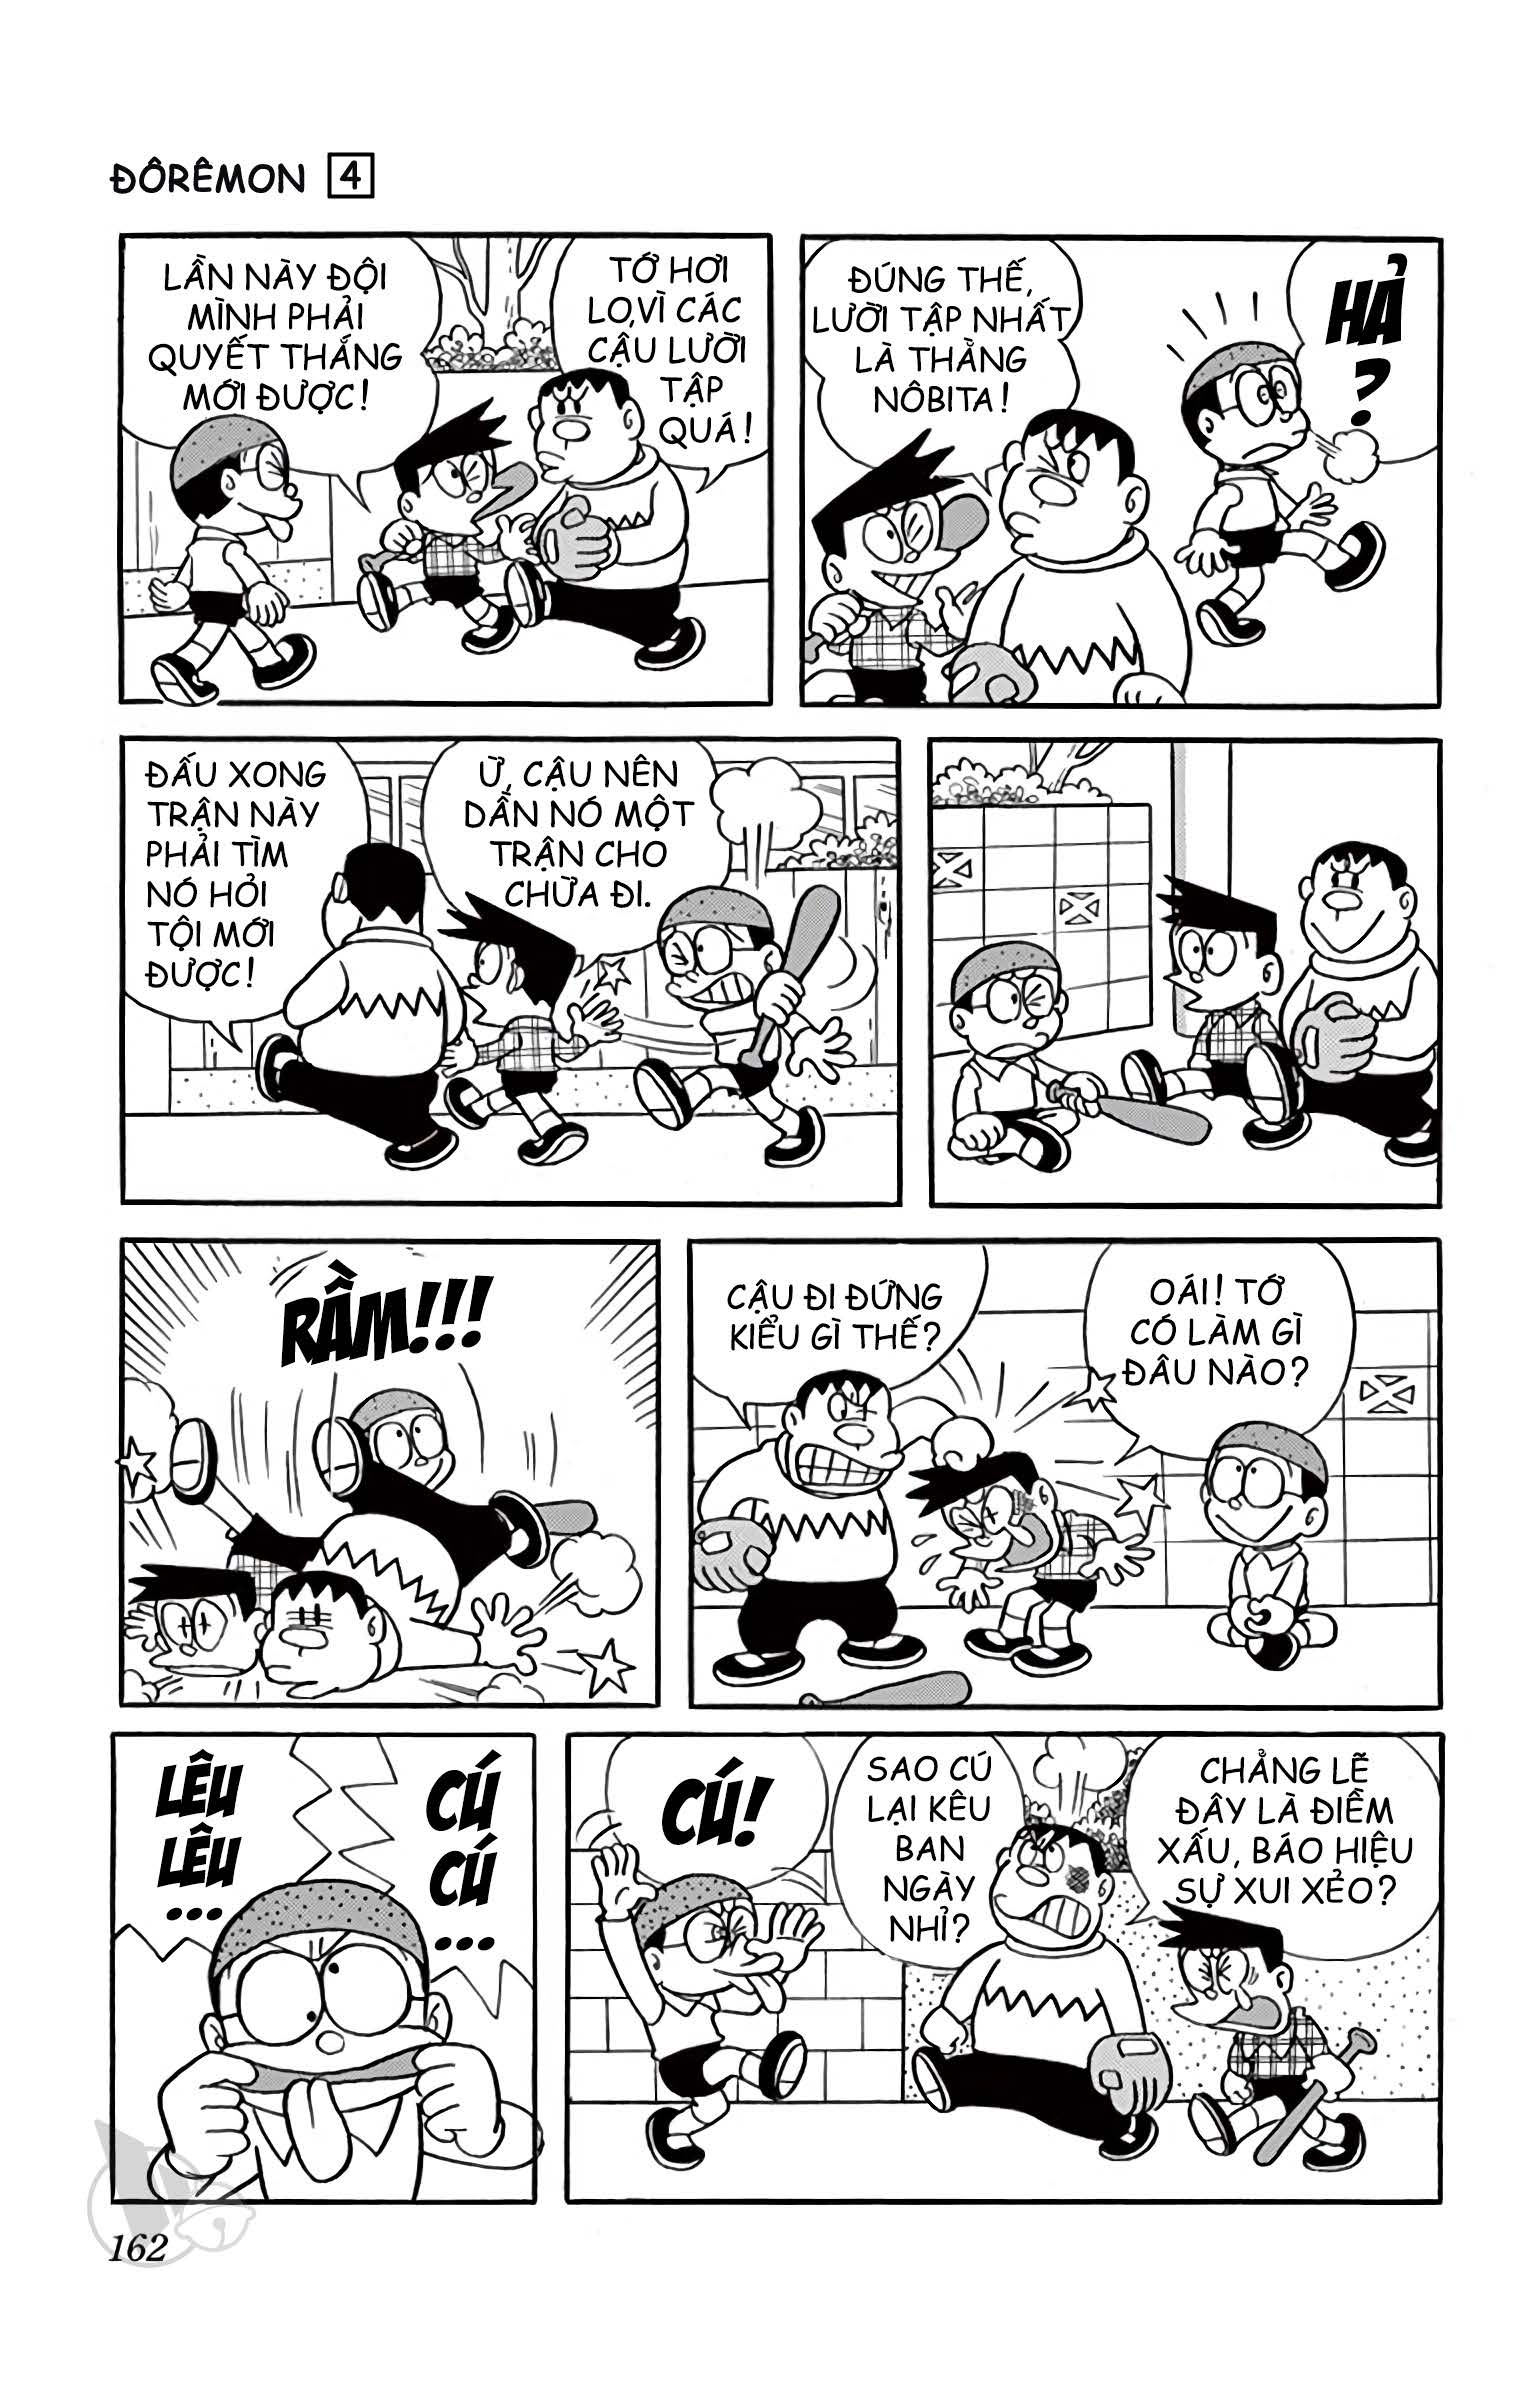 ĐÔRÊMON 4
LẦN NÀY ĐỘI
MÌNH PHẢI
QUYẾT THẮNG
MỚI ĐƯỢC!
TỚ HƠI
LO,VÌ CÁC
CẬU LƯỜI
TẬP
QUÁ!
ĐÚNG THẾ,
LƯỜI TẬP NHẤT
LÀ THẰNG
NÔBITA!
HẢ
?
ĐẤU XONG
TRẬN NÀY
PHẢI TÌM
NÓ HỎI
TỘI MỚI
ĐƯỢC!
Ừ, CẬU NÊN
DẦN NÓ MỘT
TRẬN CHO
CHỪA ĐI.
RẦM!!!
CẬU ĐI ĐỨNG
KIỂU GÌ THẾ?
OÁI! TỚ
CÓ LÀM GÌ
ĐÂU NÀO?
LÊU
LÊU
...
CÚ
CÚ
...
CÚ!
SAO CÚ
LẠI KÊU
BAN
NGÀY
NHỈ?
CHẲNG LẼ
ĐÂY LÀ ĐIỀM
XẤU, BÁO HIỆU
SỰ XUI XẺO?
162